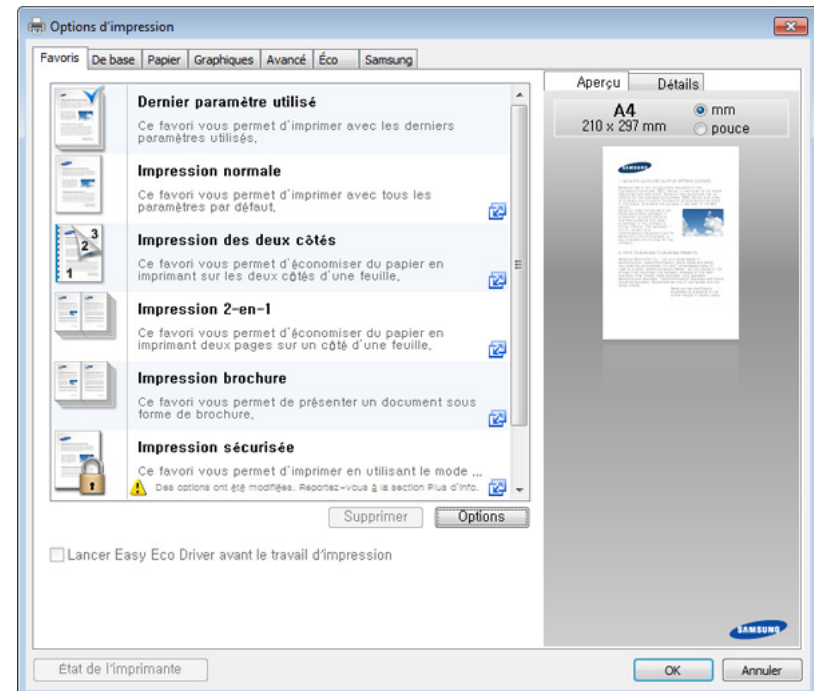 Options d'impression
Favoris De base Papier Graphiques Avancé Éco Samsung
Dernier paramètre utilisé
Ce favori vous permet d'imprimer avec les derniers
paramètres utilisés,
Impression normale
Ce favori vous permet d'imprimer avec tous les
paramètres par défaut,
1 2 3
Impression des deux côtés
Ce favori vous permet d'économiser du papier en
imprimant sur les deux côtés d'une feuille,
Impression 2-en-1
Ce favori vous permet d'économiser du papier en
imprimant deux pages sur un côté d'une feuille,
Impression brochure
Ce favori vous permet de présenter un document sous
forme de brochure,
Impression sécurisée
Ce favori vous permet d'imprimer en utilisant le mode ...
Des options ont été modifiées. Reportez-vous à la section Plus d'info.
Supprimer Options
Lancer Easy Eco Driver avant le travail d'impression
Aperçu Détails
A4
210 x 297 mm
mm
pouce
SAMSUNG
SAMSUNG
État de l'imprimante
OK Annuler